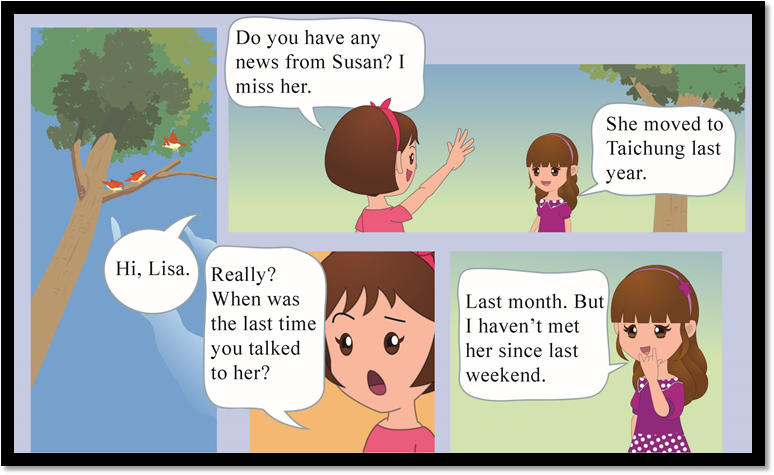 Hi, Lisa.
Do you have any
news from Susan? I
miss her.
She moved to
Taichung last
year.
Really?
When was
the last time
you talked
to her?
Last month. But
I haven’t met
her since last
weekend.